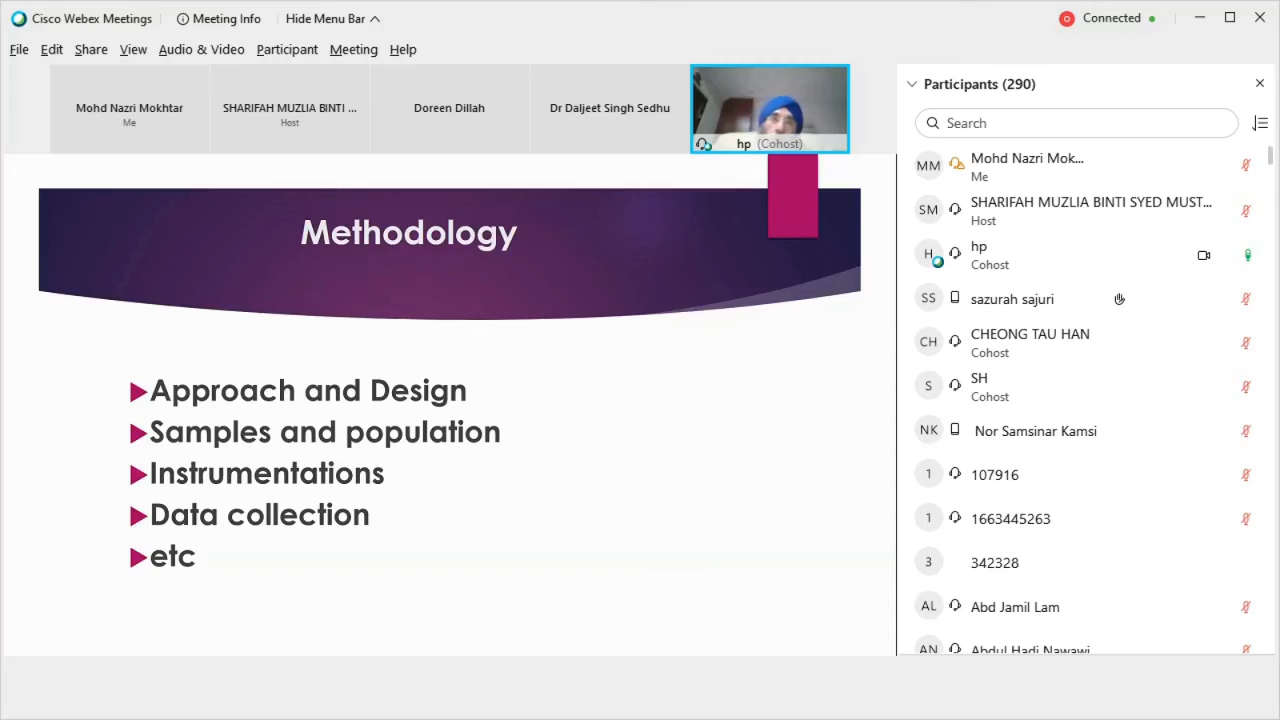 Cisco Webex Meetings
Meeting Info
Hide Menu Bar
Connected
File Edit Share View Audio & Video Participant Meeting Help
Mohd Nazri Mokhtar
Me
SHARIFAH MUZLIA BINTI ...
Host
Doreen Dillah
Dr Daljeet Singh Sedhu
hp (Cohost)
Methodology
Approach and Design
Samples and population
Instrumentations
Data collection
etc
Participants (290)
Search
MM Mohd Nazri Mok...
Me
SM SHARIFAH MUZLIA BINTI SYED MUST...
Host
H hp
Cohost
SS sazurah sajuri
CH CHEONG TAU HAN
Cohost
S SH
Cohost
NK Nor Samsinar Kamsi
1 107916
1 1663445263
3 342328
AL Abd Jamil Lam
AN Abdul Hadi Nawawi